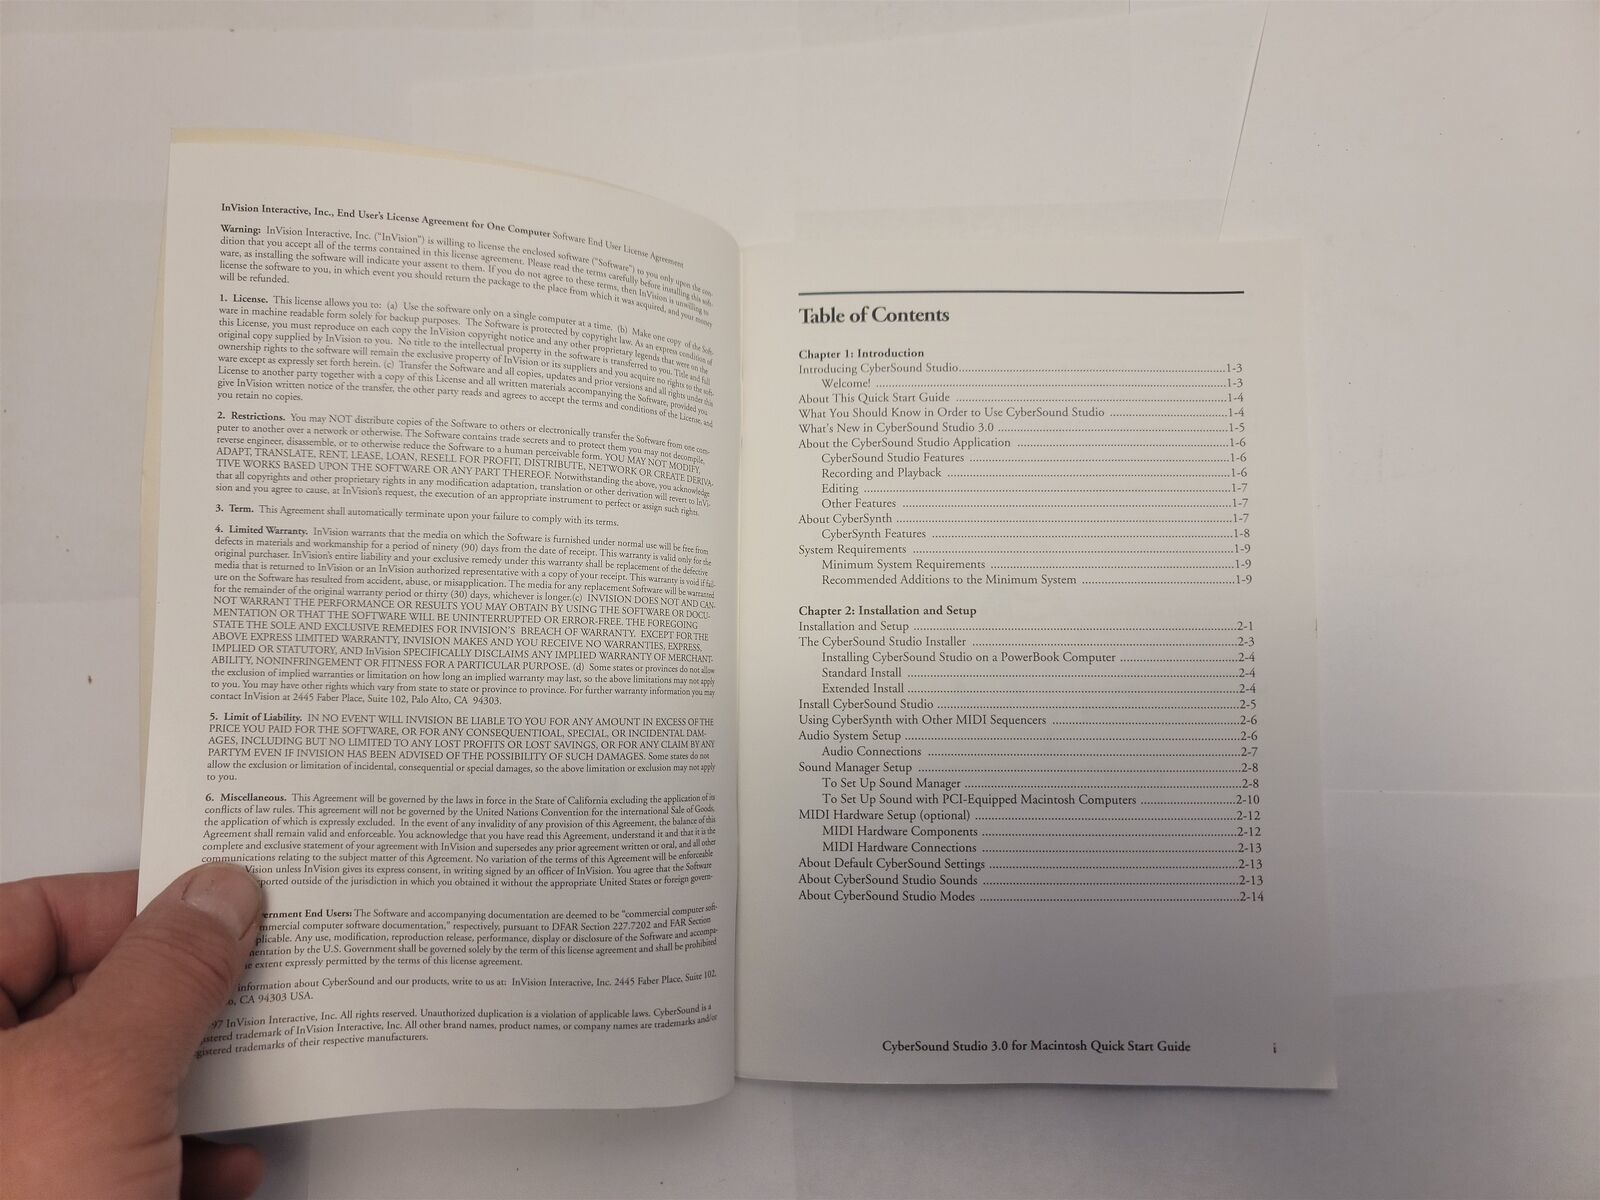 InVision Interactive, Inc., End User's License Agreement for One Computer Software End User License Agreement
Warning: InVision Interactive, Inc. ("InVision") is willing to license the enclosed software ("Software") to you only upon the con-
dition that you accept all of the terms contained in this license agreement. Please read the terms carefully before installing this soft-
ware, as installing the software will indicate your assent to them. If you do not agree to these terms, then InVision is unwilling to
license the software to you, in which event you should return the package to the place from which it was acquired, and your money
will be refunded.
1. License. This license allows you to: (a) Use the software only on a single computer at a time. (b) Make one copy of the Soft-
ware in machine readable form solely for backup purposes. The Software is protected by copyright law. As an express condition of
this License, you must reproduce on each copy the InVision copyright notice and any other proprietary legends that were on the
original copy supplied by InVision to you. No title to the intellectual property in the software is transferred to you. Title and full
ownership rights to the software will remain the exclusive property of InVision or its suppliers and you acquire no rights to the soft-
ware except as expressly set forth herein. (c) Transfer the Software and all copies, updates and prior versions and all rights under this
License to another party together with a copy of this License and all written materials accompanying the Software, provided you
give InVision written notice of the transfer, the other party reads and agrees to accept the terms and conditions of the License, and
you retain no copies.
2. Restrictions. You may NOT distribute copies of the Software to others or electronically transfer the Software from one com-
puter to another over a network or otherwise. The Software contains trade secrets and to protect them you may not decompile,
reverse engineer, disassemble, or to otherwise reduce the Software to a human perceivable form. YOU MAY NOT MODIFY,
ADAPT, TRANSLATE, RENT, LEASE, LOAN, RESELL FOR PROFIT, DISTRIBUTE, NETWORK OR CREATE DERIVA-
TIVE WORKS BASED UPON THE SOFTWARE OR ANY PART THEREOF. Notwithstanding the above, you acknowledge
that all copyrights and other proprietary rights in any modification adaptation, translation or other derivation will revert to InVi-
sion and you agree to cause, at InVision's request, the execution of an appropriate instrument to perfect or assign such rights.
3. Term. This Agreement shall automatically terminate upon your failure to comply with its terms.
4. Limited Warranty. InVision warrants that the media on which the Software is furnished under normal use will be free from
defects in materials and workmanship for a period of ninety (90) days from the date of receipt. This warranty is valid only for the
original purchaser. InVision's entire liability and your exclusive remedy under this warranty shall be replacement of the defective
media that is returned to InVision or an InVision authorized representative with a copy of your receipt. This warranty is void if fail-
ure on the Software has resulted from accident, abuse, or misapplication. The media for any replacement Software will be warranted
for the remainder of the original warranty period or thirty (30) days, whichever is longer.(c) INVISION DOES NOT AND CAN-
NOT WARRANT THE PERFORMANCE OR RESULTS YOU MAY OBTAIN BY USING THE SOFTWARE OR DOCU-
MENTATION OR THAT THE SOFTWARE WILL BE UNINTERRUPTED OR ERROR-FREE. THE FOREGOING
STATE THE SOLE AND EXCLUSIVE REMEDIES FOR INVISION'S BREACH OF WARRANTY. EXCEPT FOR THE
ABOVE EXPRESS LIMITED WARRANTY, INVISION MAKES AND YOU RECEIVE NO WARRANTIES, EXPRESS,
IMPLIED OR STATUTORY, AND InVision SPECIFICALLY DISCLAIMS ANY IMPLIED WARRANTY OF MERCHANT-
ABILITY, NONINFRINGEMENT OR FITNESS FOR A PARTICULAR PURPOSE. (d) Some states or provinces do not allow
the exclusion of implied warranties or limitation on how long an implied warranty may last, so the above limitations may not apply
to you. You may have other rights which vary from state to state or province to province. For further warranty information you may
contact InVision at 2445 Faber Place, Suite 102, Palo Alto, CA 94303.
5. Limit of Liability. IN NO EVENT WILL INVISION BE LIABLE TO YOU FOR ANY AMOUNT IN EXCESS OF THE
PRICE YOU PAID FOR THE SOFTWARE, OR FOR ANY CONSEQUENTIOAL, SPECIAL, OR INCIDENTAL DAM-
AGES, INCLUDING BUT NO LIMITED TO ANY LOST PROFITS OR LOST SAVINGS, OR FOR ANY CLAIM BY ANY
PARTYM EVEN IF INVISION HAS BEEN ADVISED OF THE POSSIBILITY OF SUCH DAMAGES. Some states do not
allow the exclusion or limitation of incidental, consequential or special damages, so the above limitation or exclusion may not apply
to you.
6. Miscellaneous. This Agreement will be governed by the laws in force in the State of California excluding the application of its
conflicts of law rules. This agreement will not be governed by the United Nations Convention for the international Sale of Goods,
the application of which is expressly excluded. In the event of any invalidity of any provision of this Agreement, the balance of this
Agreement shall remain valid and enforceable. You acknowledge that you have read this Agreement, understand it and that it is the
complete and exclusive statement of your agreement with InVision and supersedes any prior agreement written or oral, and all other
communications relating to the subject matter of this Agreement. No variation of the terms of this Agreement will be enforceable
Vision unless InVision gives its express consent, in writing signed by an officer of InVision. You agree that the Software
ported outside of the jurisdiction in which you obtained it without the appropriate United States or foreign govern-
ernment End Users: The Software and accompanying documentation are deemed to be "commercial computer soft-
mmercial computer software documentation," respectively, pursuant to DFAR Section 227.7202 and FAR Section
plicable. Any use, modification, reproduction release, performance, display or disclosure of the Software and accompa-
mentation by the U.S. Government shall be governed solely by the term of this license agreement and shall be prohibited
e extent expressly permitted by the terms of this license agreement.
information about CyberSound and our products, write to us at: InVision Interactive, Inc. 2445 Faber Place, Suite 102,
o, CA 94303 USA.
97 InVision Interactive, Inc. All rights reserved. Unauthorized duplication is a violation of applicable laws. CyberSound is a
istered trademark of InVision Interactive, Inc. All other brand names, product names, or company names are trademarks and/or
gistered trademarks of their respective manufacturers.
Table of Contents
Chapter 1: Introduction
Introducing CyberSound Studio....1-3
Welcome! ....1-3
About This Quick Start Guide ....1-4
What You Should Know in Order to Use CyberSound Studio ....1-4
What's New in CyberSound Studio 3.0 ....1-5
About the CyberSound Studio Application ....1-6
CyberSound Studio Features ....1-6
Recording and Playback ....1-6
Editing ....1-7
Other Features ....1-7
About CyberSynth ....1-7
CyberSynth Features ....1-8
System Requirements ....1-9
Minimum System Requirements ....1-9
Recommended Additions to the Minimum System ....1-9
Chapter 2: Installation and Setup
Installation and Setup ....2-1
The CyberSound Studio Installer ....2-3
Installing CyberSound Studio on a PowerBook Computer ....2-4
Standard Install ....2-4
Extended Install ....2-4
Install CyberSound Studio ....2-5
Using CyberSynth with Other MIDI Sequencers ....2-6
Audio System Setup ....2-6
Audio Connections ....2-7
Sound Manager Setup ....2-8
To Set Up Sound Manager ....2-8
To Set Up Sound with PCI-Equipped Macintosh Computers ....2-10
MIDI Hardware Setup (optional) ....2-12
MIDI Hardware Components ....2-12
MIDI Hardware Connections ....2-13
About Default CyberSound Settings ....2-13
About CyberSound Studio Sounds ....2-13
About CyberSound Studio Modes ....2-14
CyberSound Studio 3.0 for Macintosh Quick Start Guide i